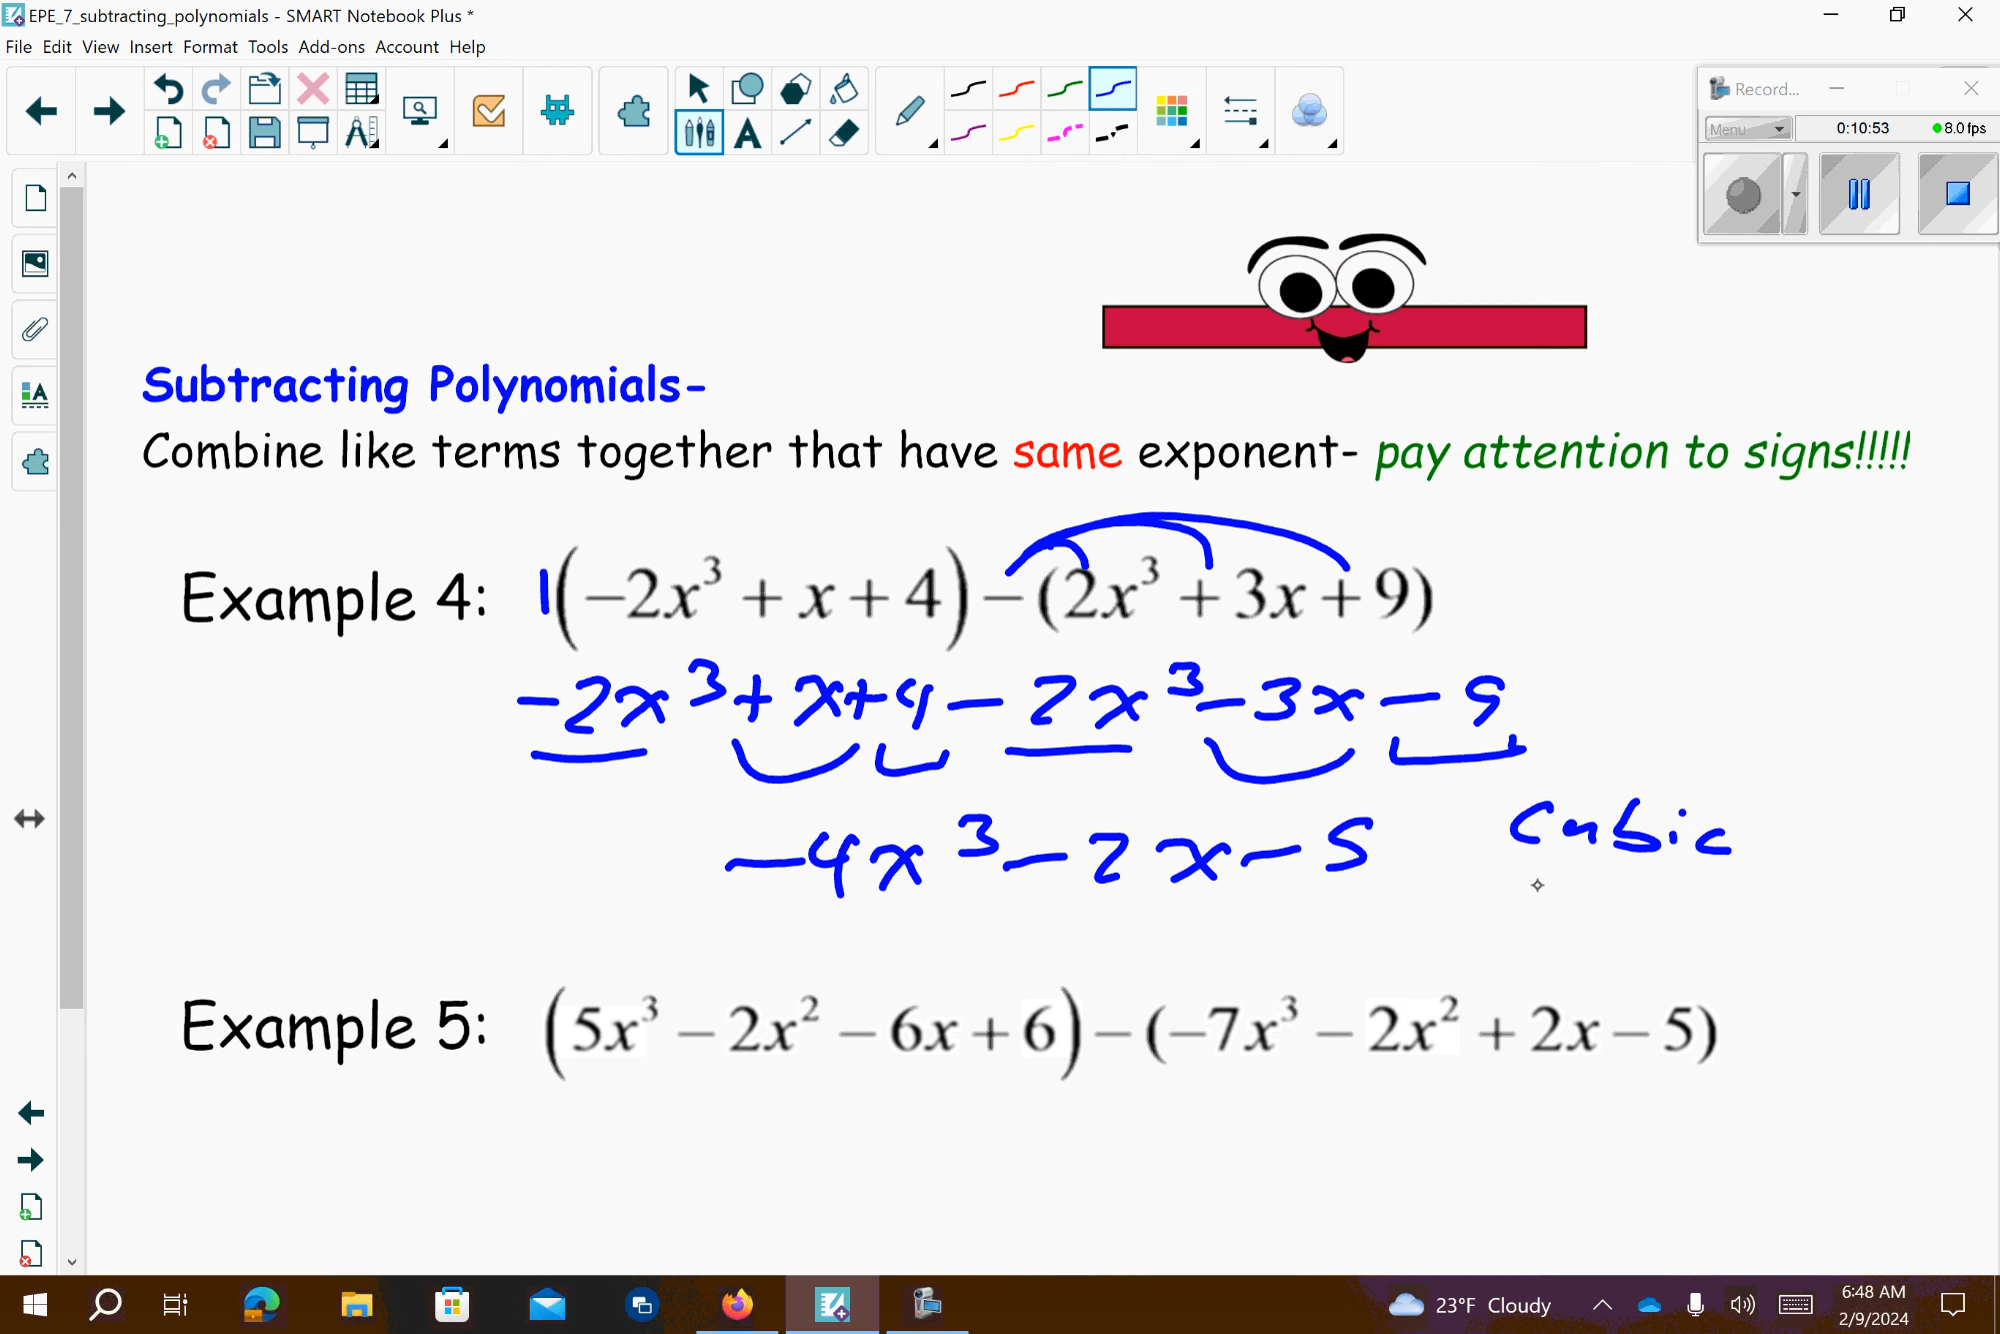 EPE_7_subtracting_polynomials - SMART Notebook Plus *
File Edit View Insert Format Tools Add-ons Account Help
Record...
Menu 0:10:53 8.0 fps
Subtracting Polynomials-
Combine like terms together that have same exponent- pay attention to signs!!!!!
Example 4: 1(−2x³ + x + 4) − (2x³ + 3x + 9)
−2x³ + x + 4 − 2x³ − 3x − 9
−4x³ − 2x − 5 cubic
Example 5: (5x³ − 2x² − 6x + 6) − (−7x³ − 2x² + 2x − 5)
23°F Cloudy
6:48 AM
2/9/2024